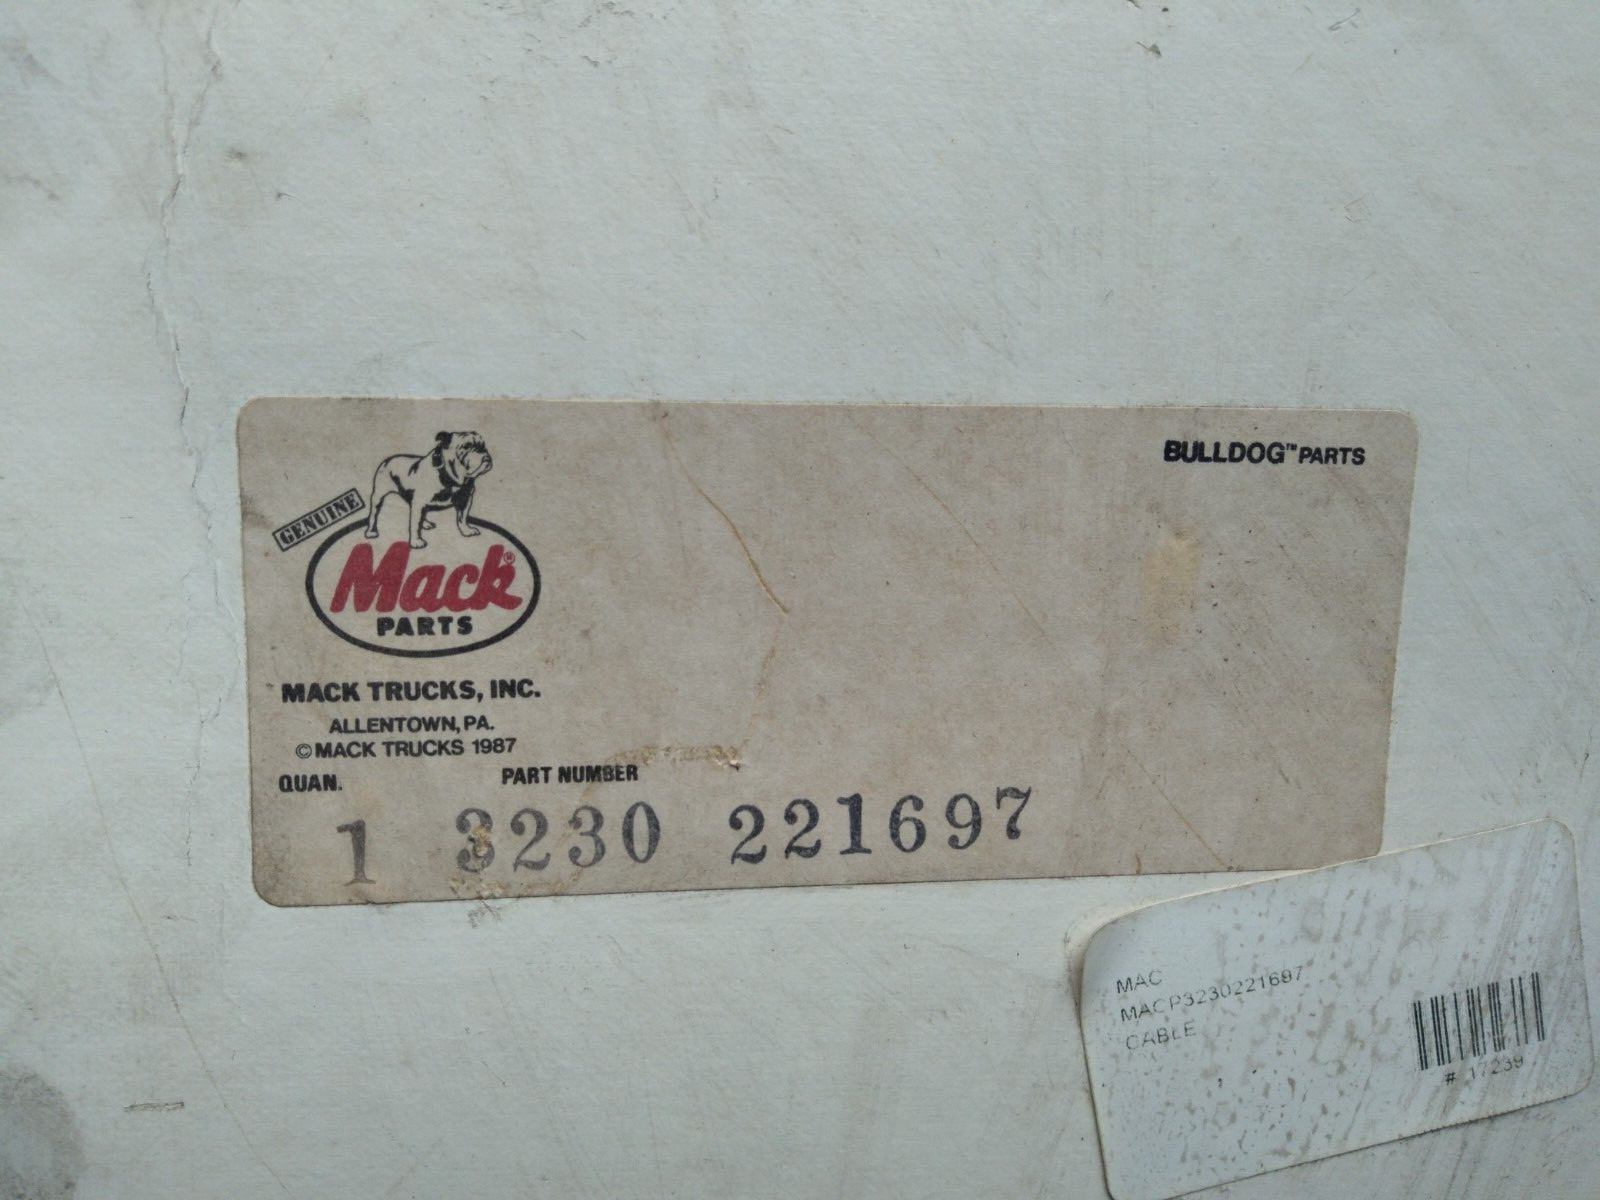 GENUINE
Mack®
PARTS
BULLDOG™ PARTS
MACK TRUCKS, INC.
ALLENTOWN, PA.
© MACK TRUCKS 1987
QUAN. PART NUMBER
1 3230 221697
MAC
MACP3230221697
CABLE
# 17239